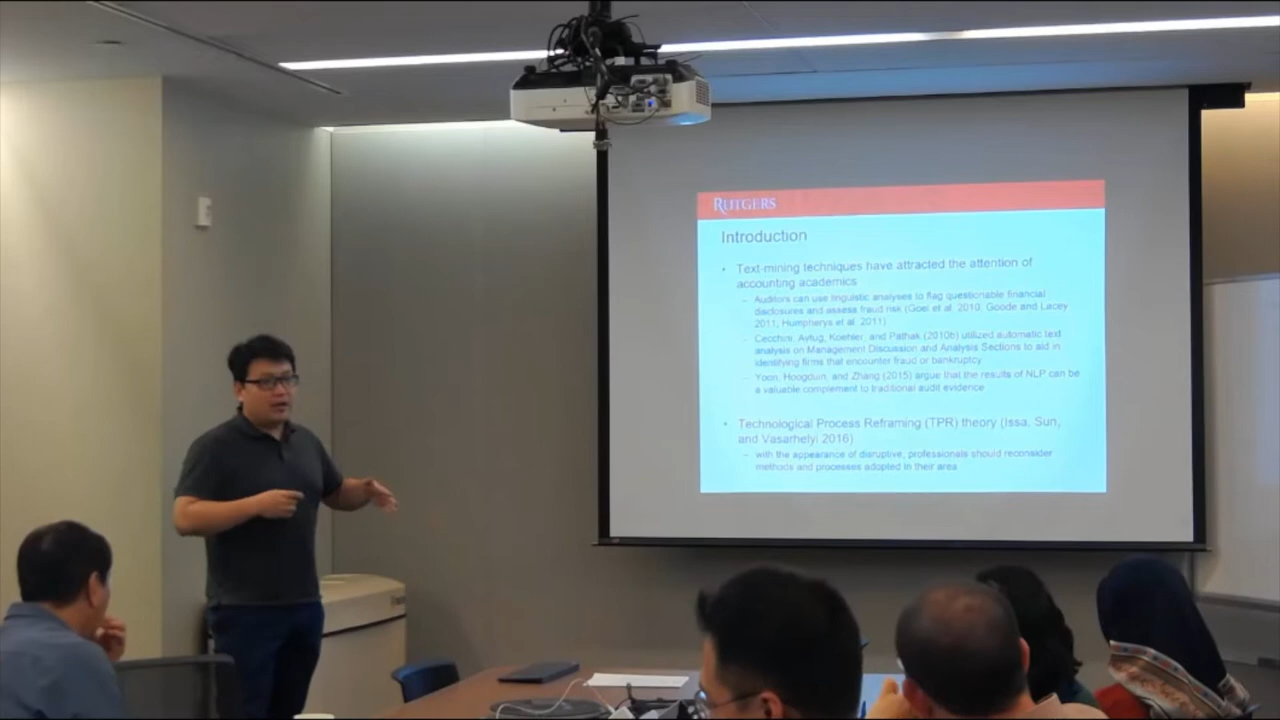 RUTGERS
Introduction
• Text-mining techniques have attracted the attention of
accounting academics
– Auditors can use linguistic analyses to flag questionable financial
disclosures and assess fraud risk (Goel et al. 2010, Goode and Lacey
2011, Humpherys et al. 2011)
– Cecchini, Aytug, Koehler, and Pathak (2010b) utilized automatic text
analysis on Management Discussion and Analysis Sections to aid in
identifying firms that encounter fraud or bankruptcy
– Yoon, Hoogduin, and Zhang (2015) argue that the results of NLP can be
a valuable complement to traditional audit evidence
• Technological Process Reframing (TPR) theory (Issa, Sun,
and Vasarhelyi 2016)
– with the appearance of disruptive, professionals should reconsider
methods and processes adopted in their area